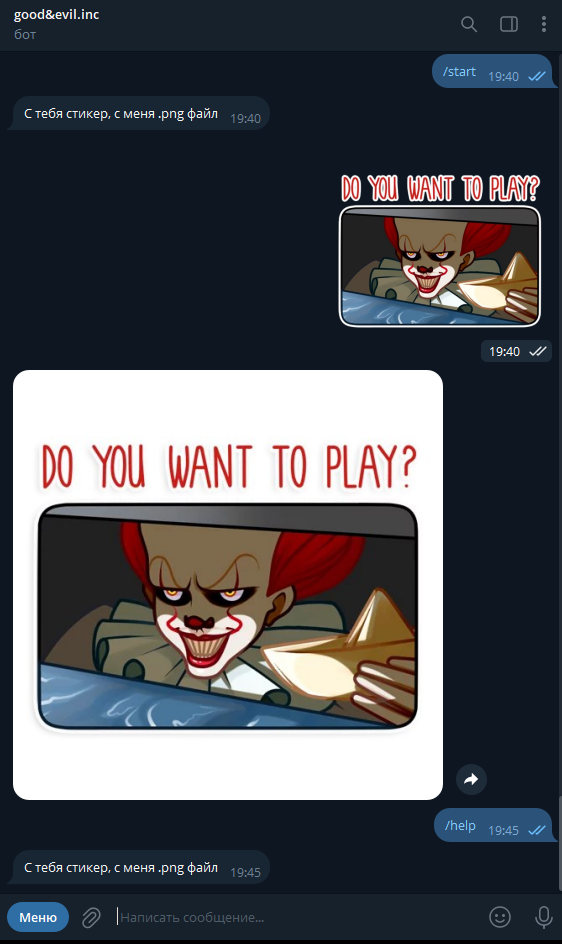 good&evil.inc
бот
/start 19:40
С тебя стикер, с меня .png файл 19:40
DO YOU WANT TO PLAY?
19:40
DO YOU WANT TO PLAY?
/help 19:45
С тебя стикер, с меня .png файл 19:45
Меню Написать сообщение...